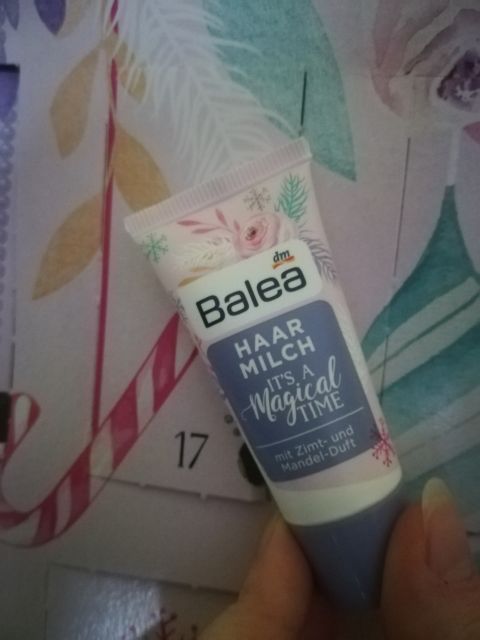 dm
Balea
HAAR
MILCH
IT'S A
Magical
TIME
mit Zimt- und
Mandel-Duft
17